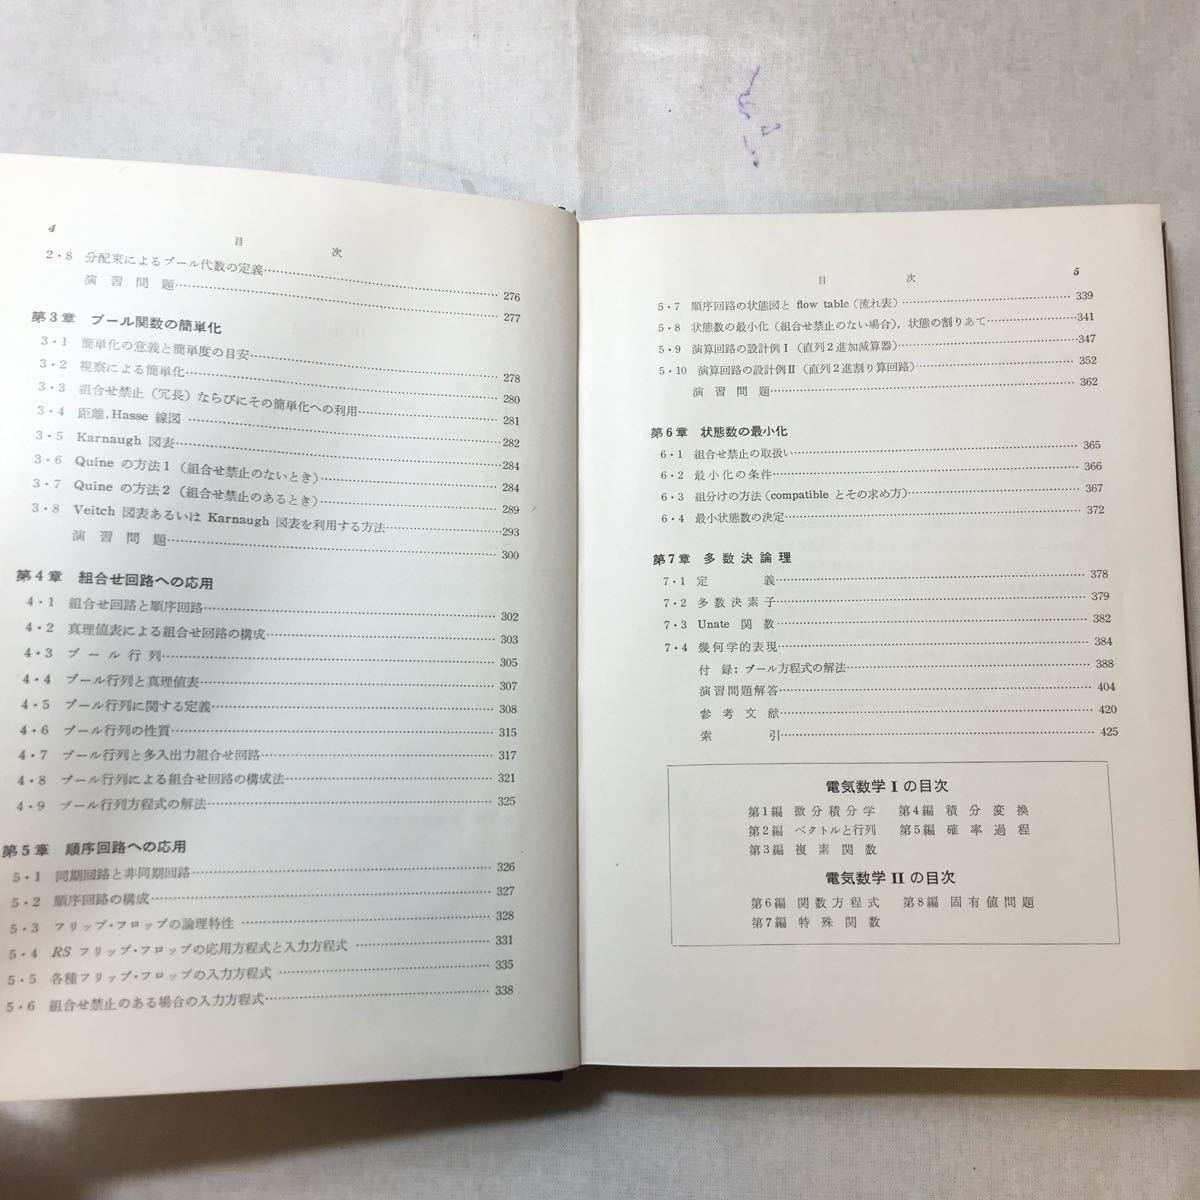 4
目　次
2・8 分配束によるブール代数の定義……276
演習問題……277
第3章 ブール関数の簡単化
3・1 簡単化の意義と簡単度の目安……278
3・2 視察による簡単化……280
3・3 組合せ禁止（冗長）ならびにその簡単化への利用……281
3・4 距離，Hasse 線図……282
3・5 Karnaugh 図表……284
3・6 Quine の方法1（組合せ禁止のないとき）……284
3・7 Quine の方法2（組合せ禁止のあるとき）……289
3・8 Veitch 図表あるいは Karnaugh 図表を利用する方法……293
演習問題……300
第4章 組合せ回路への応用
4・1 組合せ回路と順序回路……302
4・2 真理値表による組合せ回路の構成……303
4・3 ブール行列……305
4・4 ブール行列と真理値表……307
4・5 ブール行列に関する定義……308
4・6 ブール行列の性質……315
4・7 ブール行列と多入出力組合せ回路……317
4・8 ブール行列による組合せ回路の構成法……321
4・9 ブール行列方程式の解法……325
第5章 順序回路への応用
5・1 同期回路と非同期回路……326
5・2 順序回路の構成……327
5・3 フリップ・フロップの論理特性……328
5・4 RS フリップ・フロップの応用方程式と入力方程式……331
5・5 各種フリップ・フロップの入力方程式……335
5・6 組合せ禁止のある場合の入力方程式……338
目　次
5
5・7 順序回路の状態図と flow table（流れ表）……339
5・8 状態数の最小化（組合せ禁止のない場合），状態の割りあて……341
5・9 演算回路の設計例Ⅰ（直列2進加減算器）……347
5・10 演算回路の設計例Ⅱ（直列2進割り算回路）……352
演習問題……362
第6章 状態数の最小化
6・1 組合せ禁止の取扱い……365
6・2 最小化の条件……366
6・3 組分けの方法（compatible とその求め方）……367
6・4 最小状態数の決定……372
第7章 多数決論理
7・1 定　義……378
7・2 多数決素子……379
7・3 Unate 関数……382
7・4 幾何学的表現……384
付録：ブール方程式の解法……388
演習問題解答……404
参考文献……420
索　引……425
電気数学 I の目次
第1編 微分積分学　第4編 積分変換
第2編 ベクトルと行列　第5編 確率過程
第3編 複素関数
電気数学 II の目次
第6編 関数方程式　第8編 固有値問題
第7編 特殊関数